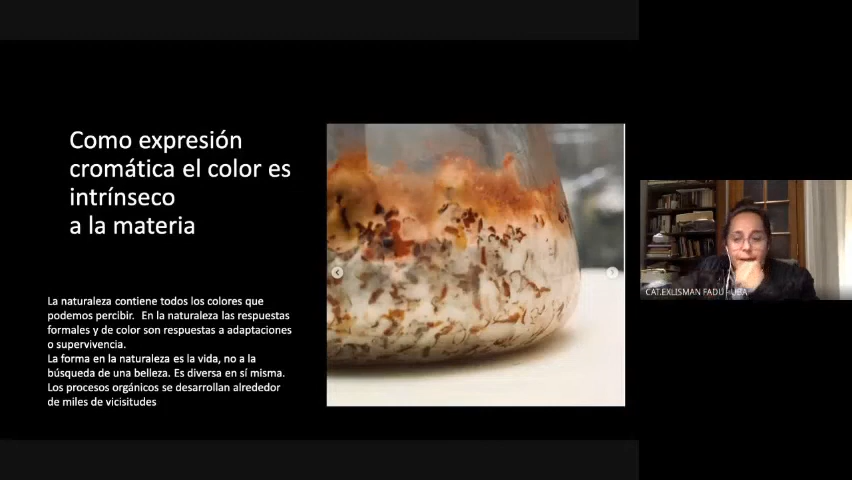 Como expresión
cromática el color es
intrínseco
a la materia
La naturaleza contiene todos los colores que
podemos percibir. En la naturaleza las respuestas
formales y de color son respuestas a adaptaciones
o supervivencia.
La forma en la naturaleza es la vida, no a la
búsqueda de una belleza. Es diversa en sí misma.
Los procesos orgánicos se desarrollan alrededor
de miles de vicisitudes
CAT.EXLISMAN FADU - UBA